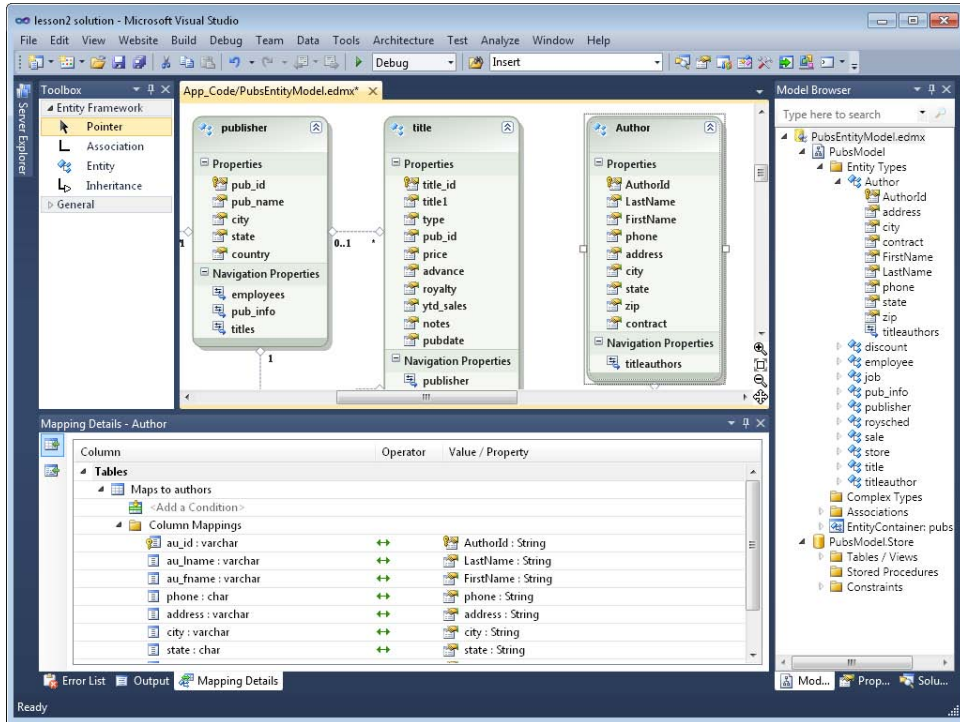 lesson2 solution - Microsoft Visual Studio
File Edit View Website Build Debug Team Data Tools Architecture Test Analyze Window Help
Debug Insert
Server Explorer
Toolbox
Entity Framework
Pointer
Association
Entity
Inheritance
General
App_Code/PubsEntityModel.edmx*
publisher
Properties
pub_id
pub_name
city
state
country
Navigation Properties
employees
pub_info
titles
1
0..1 *
1
title
Properties
title_id
title1
type
pub_id
price
advance
royalty
ytd_sales
notes
pubdate
Navigation Properties
publisher
Author
Properties
AuthorId
LastName
FirstName
phone
address
city
state
zip
contract
Navigation Properties
titleauthors
Model Browser
Type here to search
PubsEntityModel.edmx
PubsModel
Entity Types
Author
AuthorId
address
city
contract
FirstName
LastName
phone
state
zip
titleauthors
discount
employee
job
pub_info
publisher
roysched
sale
store
title
titleauthor
Complex Types
Associations
EntityContainer: pubs
PubsModel.Store
Tables / Views
Stored Procedures
Constraints
Mapping Details - Author
Column Operator Value / Property
Tables
Maps to authors
<Add a Condition>
Column Mappings
au_id : varchar AuthorId : String
au_lname : varchar LastName : String
au_fname : varchar FirstName : String
phone : char phone : String
address : varchar address : String
city : varchar city : String
state : char state : String
Error List Output Mapping Details
Mod... Prop... Solu...
Ready